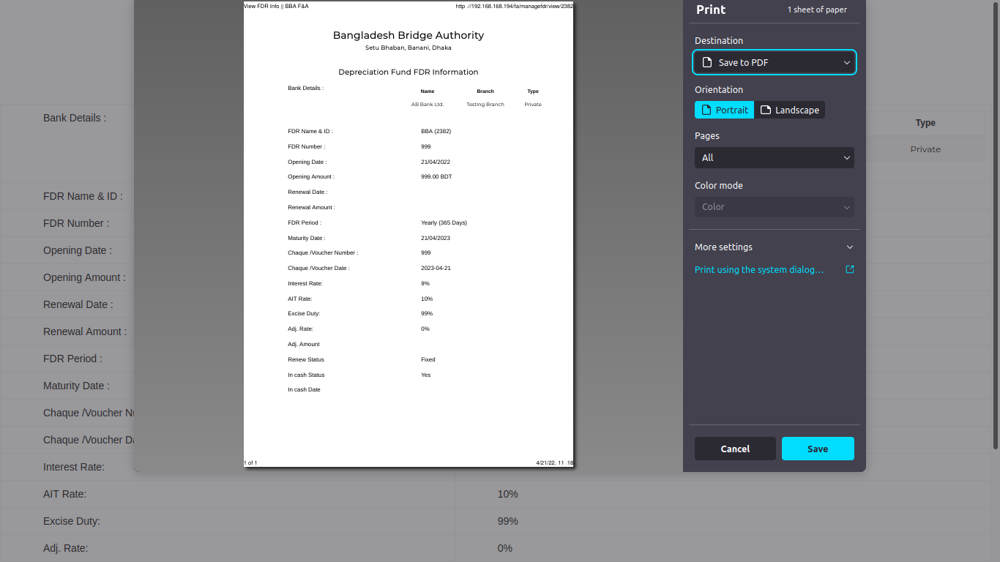 View FDR Info || BBA F&A
http ://192.168.168.194/fa/managefdr/view/2382
Bangladesh Bridge Authority
Setu Bhaban, Banani, Dhaka
Depreciation Fund FDR Information
Bank Details :
Name Branch Type
AB Bank Ltd. Testing Branch Private
FDR Name & ID : BBA (2382)
FDR Number : 999
Opening Date : 21/04/2022
Opening Amount : 999.00 BDT
Renewal Date :
Renewal Amount :
FDR Period : Yearly (365 Days)
Maturity Date : 21/04/2023
Chaque /Voucher Number : 999
Chaque /Voucher Date : 2023-04-21
Interest Rate: 9%
AIT Rate: 10%
Excise Duty: 99%
Adj. Rate: 0%
Adj. Amount
Renew Status Fixed
In cash Status Yes
In cash Date
1 of 1
4/21/22, 11 :18
Print
1 sheet of paper
Destination
Save to PDF
Orientation
Portrait Landscape
Pages
All
Color mode
Color
More settings
Print using the system dialog...
Cancel Save
Bank Details :
Type
Private
FDR Name & ID :
FDR Number :
Opening Date :
Opening Amount :
Renewal Date :
Renewal Amount :
FDR Period :
Maturity Date :
Chaque /Voucher
Chaque /Voucher
Interest Rate:
AIT Rate: 10%
Excise Duty: 99%
Adj. Rate: 0%